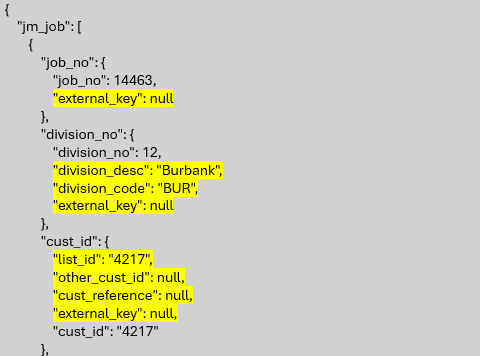 {
"jm_job": [
{
"job_no": {
"job_no": 14463,
"external_key": null
},
"division_no": {
"division_no": 12,
"division_desc": "Burbank",
"division_code": "BUR",
"external_key": null
},
"cust_id": {
"list_id": "4217",
"other_cust_id": null,
"cust_reference": null,
"external_key": null,
"cust_id": "4217"
},